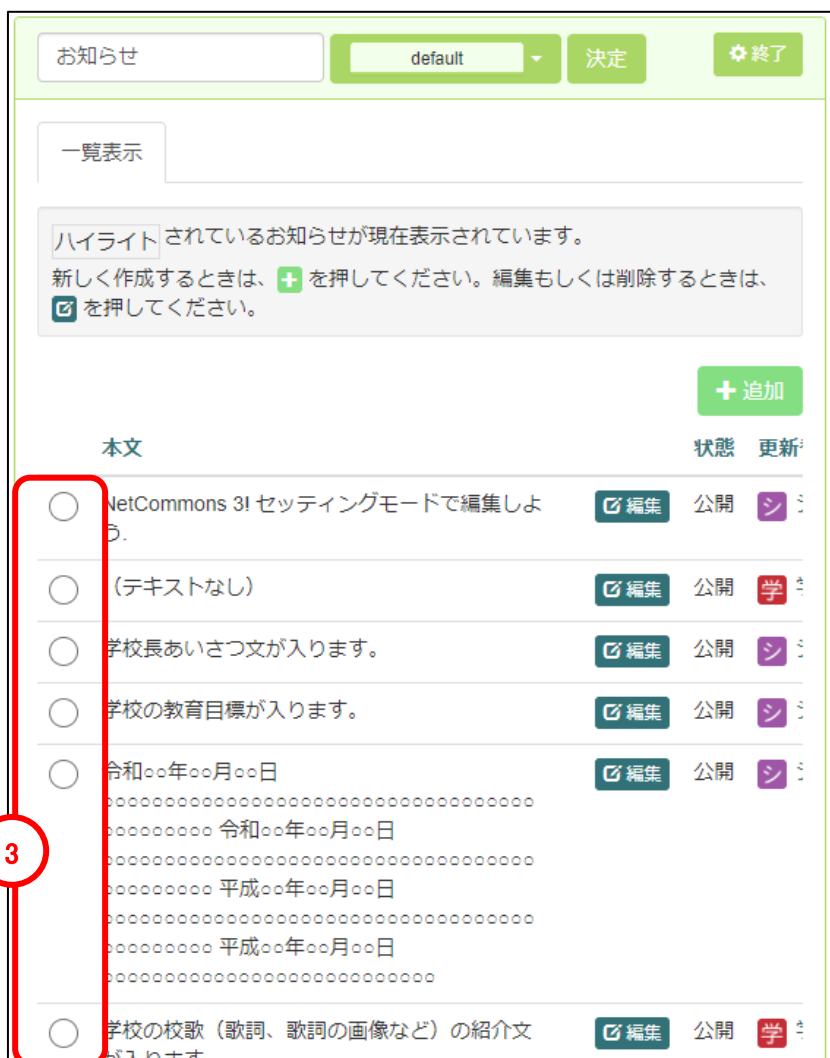 お知らせ default 決定 終了
一覧表示
ハイライト されているお知らせが現在表示されています。
新しく作成するときは、 を押してください。編集もしくは削除するときは、
を押してください。
追加
本文 状態 更新
NetCommons 3! セッティングモードで編集しよ 編集 公開 シ
う.
（テキストなし） 編集 公開 学
学校長あいさつ文が入ります。 編集 公開 シ
学校の教育目標が入ります。 編集 公開 シ
令和○○年○○月○○日 編集 公開 シ
○○○○○○○○○○○○○○○○○○○○○○○○○○○○○○○○○○○○
○○○○○○○○○ 令和○○年○○月○○日
○○○○○○○○○○○○○○○○○○○○○○○○○○○○○○○○○○○○
3
○○○○○○○○○ 平成○○年○○月○○日
○○○○○○○○○○○○○○○○○○○○○○○○○○○○○○○○○○○○
○○○○○○○○○ 平成○○年○○月○○日
○○○○○○○○○○○○○○○○○○○○○○○○○○○
学校の校歌（歌詞、歌詞の画像など）の紹介文 編集 公開 学
が入ります